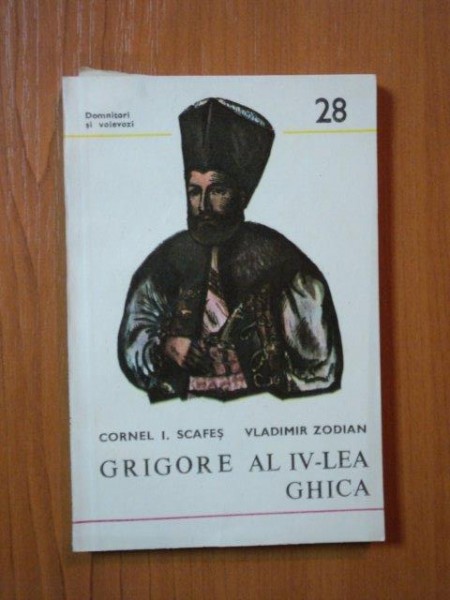 Domnitori
și voievozi
28
CORNEL I. SCAFEȘ VLADIMIR ZODIAN
GRIGORE AL IV-LEA
GHICA